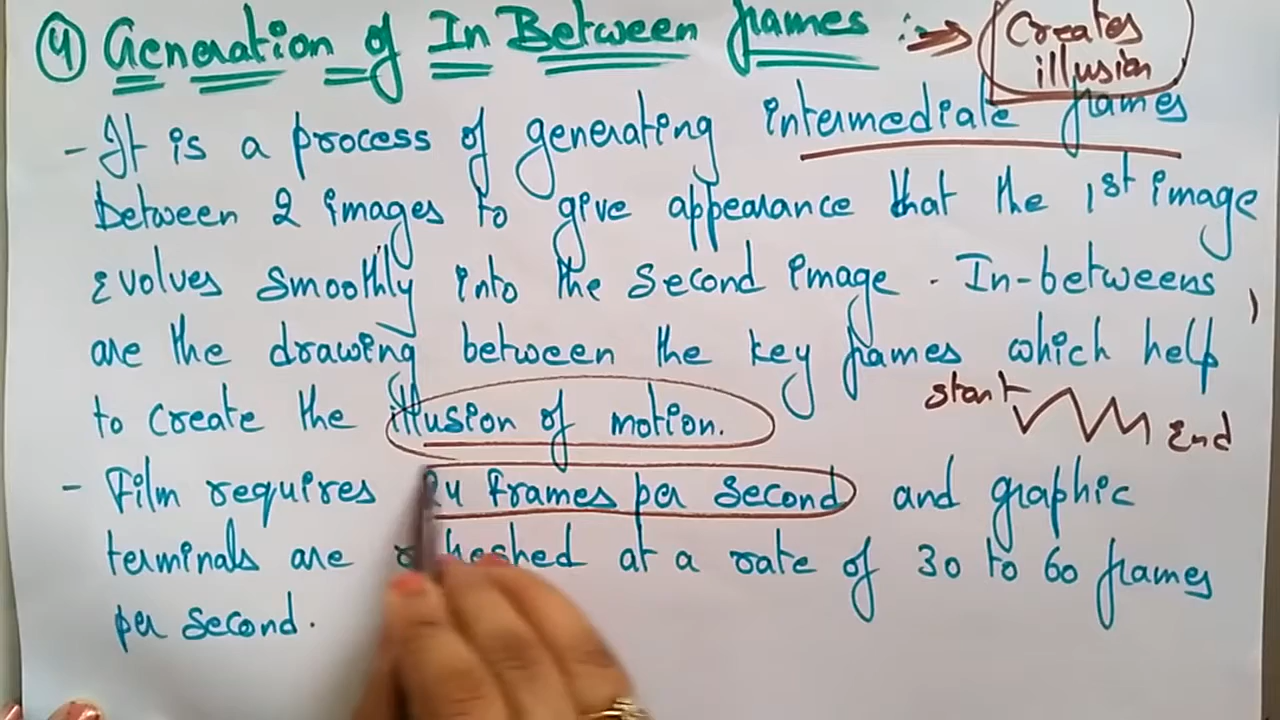 4) Generation of In Between frames :- → Creates illusion
- It is a process of generating intermediate frames
between 2 images to give appearance that the 1st image
evolves smoothly into the second image. In-betweens
are the drawing between the key frames which help
to create the illusion of motion.
start End
- Film requires 24 frames per second and graphic
terminals are refreshed at a rate of 30 to 60 frames
per second.